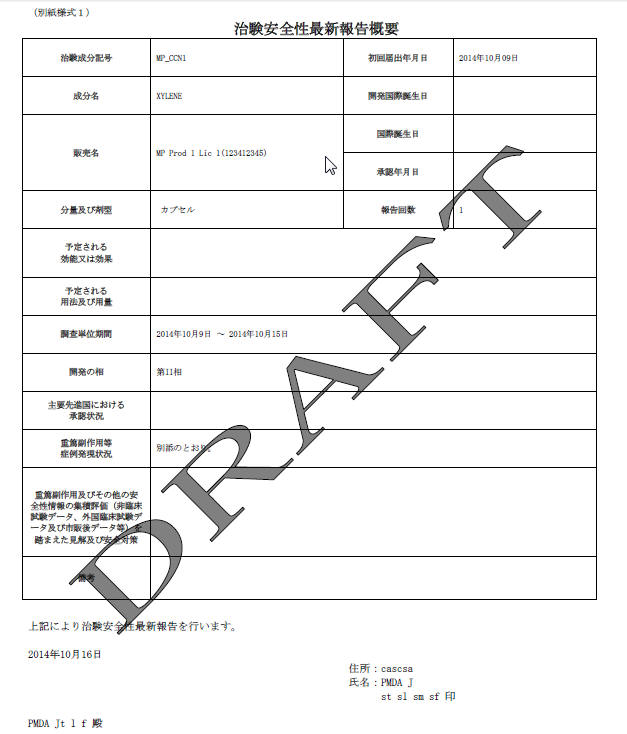 （別紙様式１）
治験安全性最新報告概要
治験成分記号 MP_CCN1 初回届出年月日 2014年10月09日
成分名 XYLENE 開発国際誕生日
販売名 MP Prod 1 Lic 1(123412345) 国際誕生日
承認年月日
分量及び剤型 カプセル 報告回数 1
予定される
効能又は効果
予定される
用法及び用量
調査単位期間 2014年10月9日 ～ 2014年10月15日
開発の相 第II相
主要先進国における
承認状況
重篤副作用等
症例発現状況 別添のとおり。
重篤副作用及びその他の安
全性情報の集積評価（非臨床
試験データ、外国臨床試験デ
ータ及び市販後データ等）を
踏まえた見解及び安全対策
備考
DRAFT
上記により治験安全性最新報告を行います。
2014年10月16日
住所：cascsa
氏名：PMDA J
st sl sm sf 印
PMDA Jt l f 殿